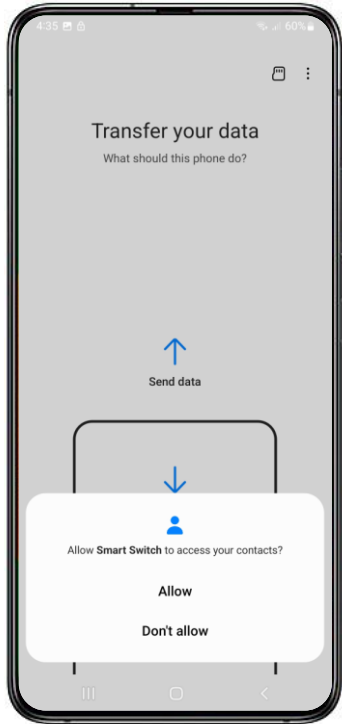 4:35
60%
Transfer your data
What should this phone do?
Send data
Allow Smart Switch to access your contacts?
Allow
Don't allow